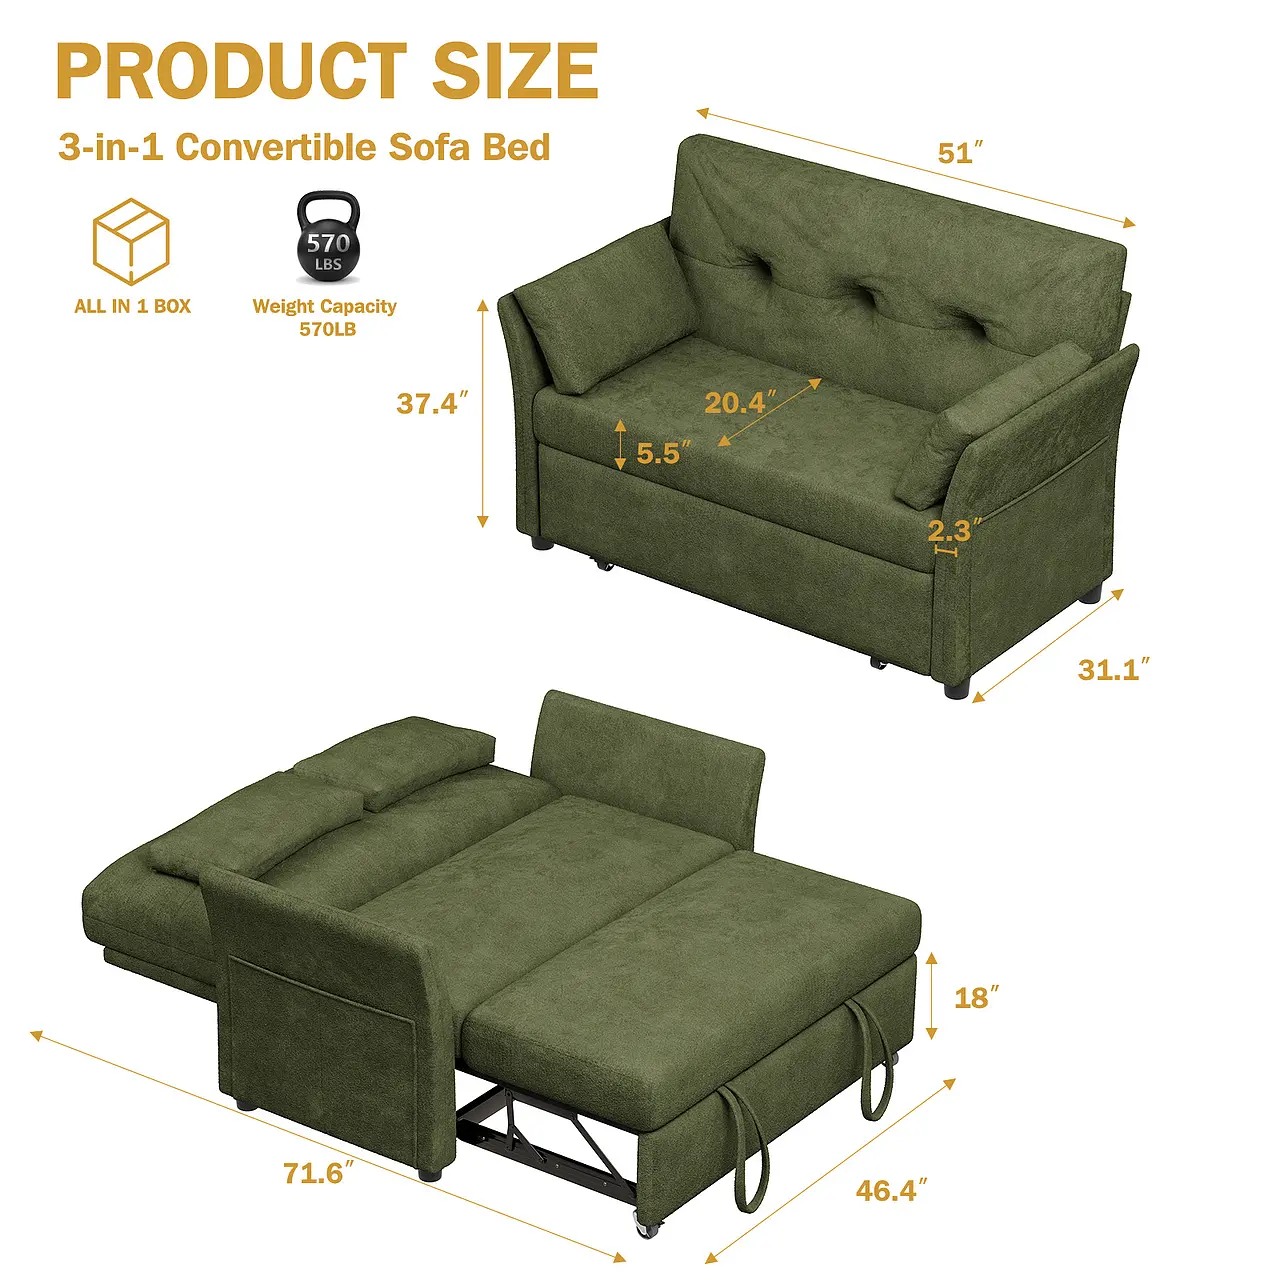 PRODUCT SIZE
3-in-1 Convertible Sofa Bed
570
LBS
ALL IN 1 BOX
Weight Capacity
570LB
51″
37.4″
20.4″
5.5″
2.3″
31.1″
18″
71.6″
46.4″